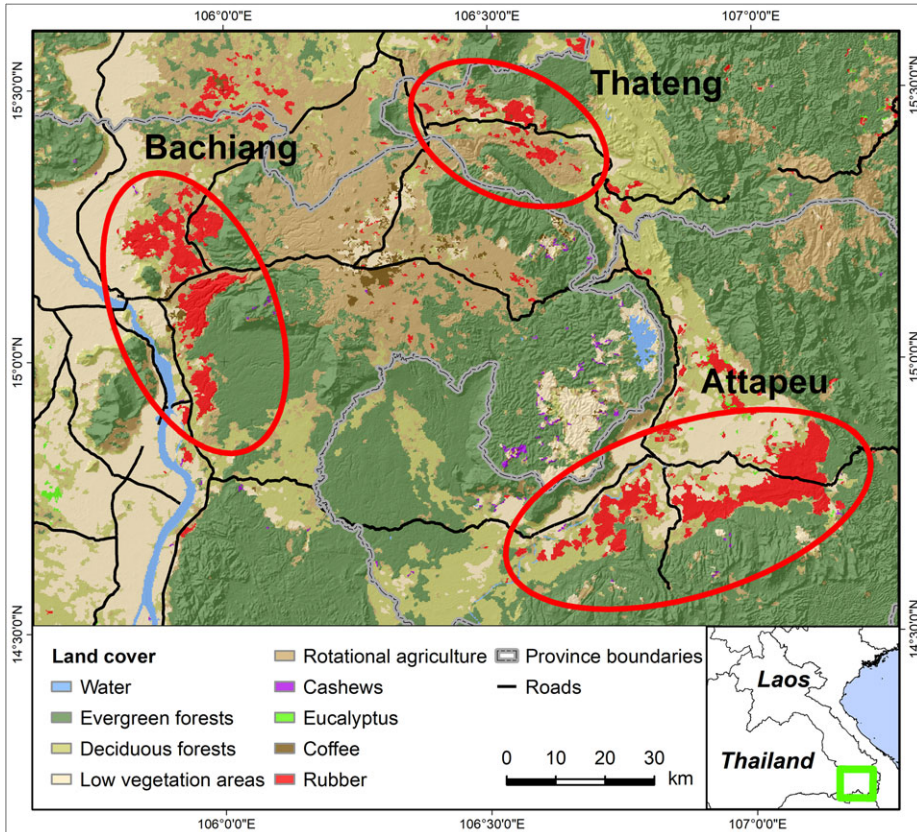 106°0'0"E
106°30'0"E
107°0'0"E
15°30'0"N
15°30'0"N
Thateng
Bachiang
15°0'0"N
15°0'0"N
Attapeu
14°30'0"N
14°30'0"N
Land cover
Water
Evergreen forests
Deciduous forests
Low vegetation areas
Rotational agriculture
Cashews
Eucalyptus
Coffee
Rubber
Province boundaries
Roads
0 10 20 30
km
Laos
Thailand
106°0'0"E
106°30'0"E
107°0'0"E